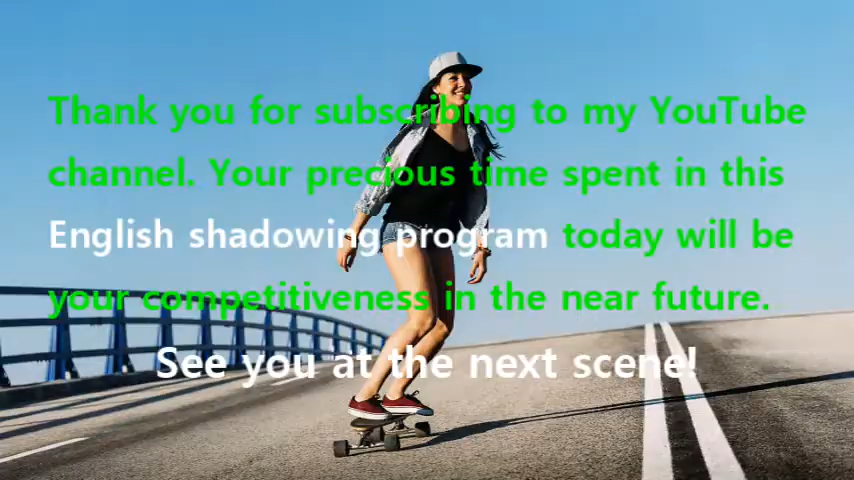 Thank you for subscribing to my YouTube
channel. Your precious time spent in this
English shadowing program today will be
your competitiveness in the near future.
See you at the next scene!